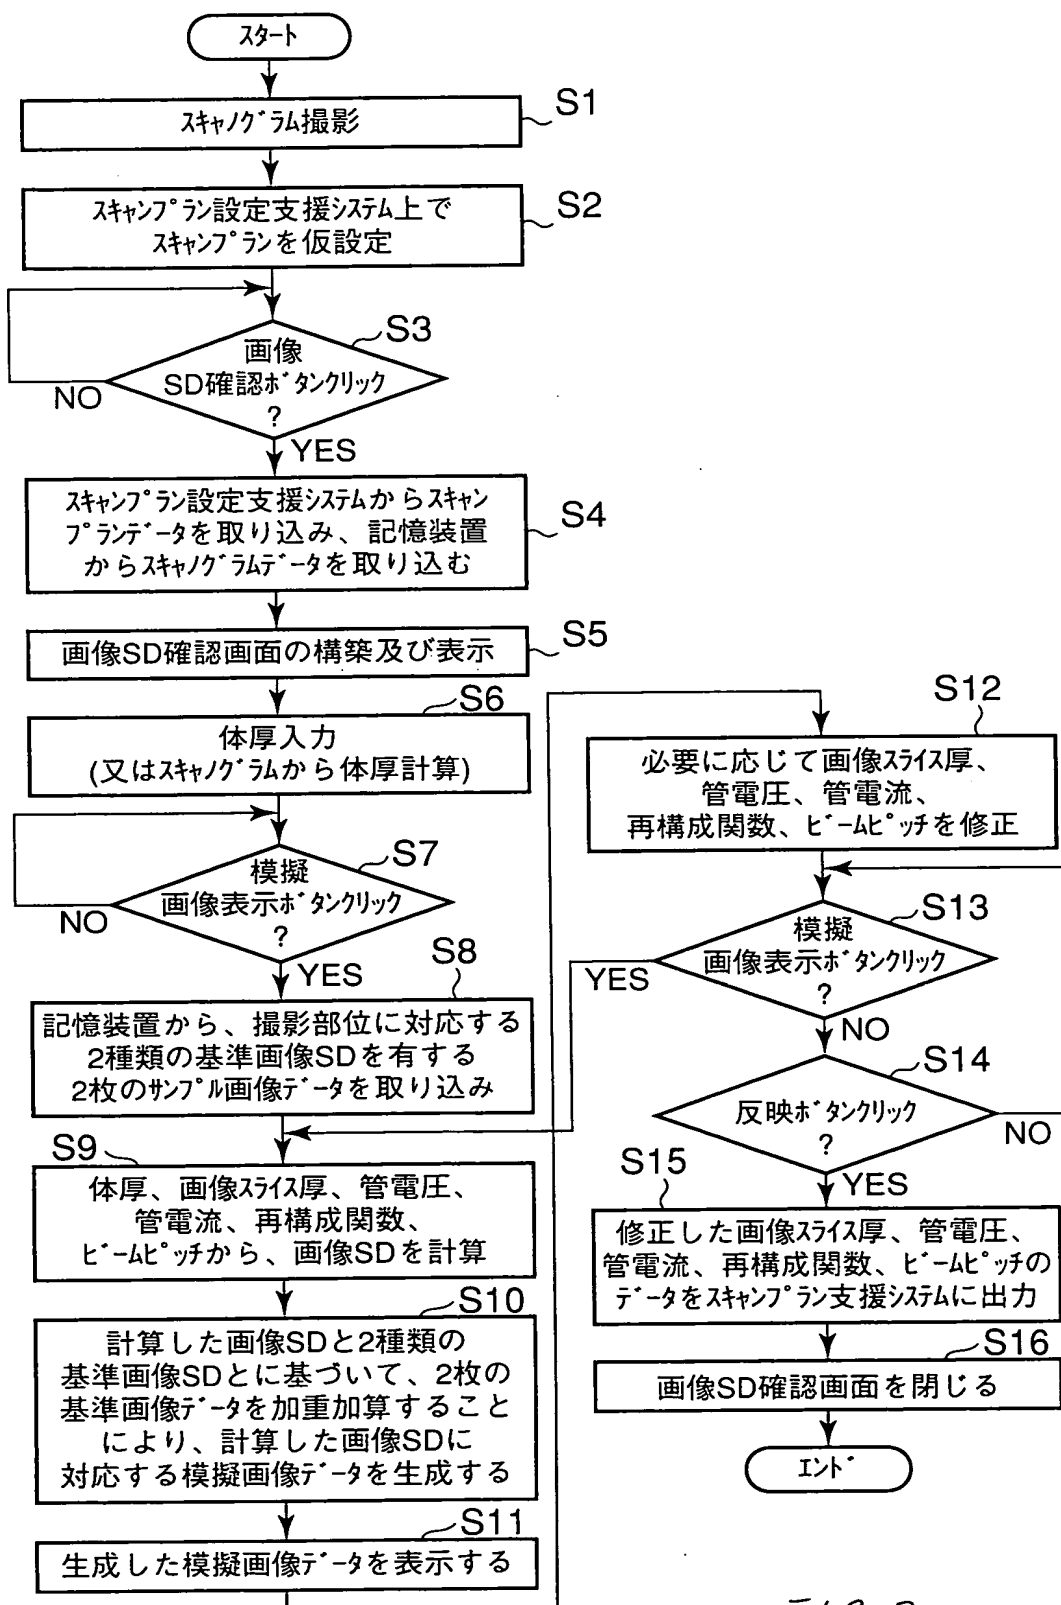 スタート
スキャノグラム撮影
S1
スキャンプラン設定支援システム上で
スキャンプランを仮設定
S2
S3
画像
SD確認ボタンクリック
?
NO
YES
スキャンプラン設定支援システムからスキャン
プランデータを取り込み、記憶装置
からスキャノグラムデータを取り込む
S4
画像SD確認画面の構築及び表示
S5
S6
体厚入力
(又はスキャノグラムから体厚計算)
S7
模擬
画像表示ボタンクリック
?
NO
YES
S8
記憶装置から、撮影部位に対応する
2種類の基準画像SDを有する
2枚のサンプル画像データを取り込み
S9
体厚、画像スライス厚、管電圧、
管電流、再構成関数、
ビームピッチから、画像SDを計算
S10
計算した画像SDと2種類の
基準画像SDとに基づいて、2枚の
基準画像データを加重加算すること
により、計算した画像SDに
対応する模擬画像データを生成する
S11
生成した模擬画像データを表示する
S12
必要に応じて画像スライス厚、
管電圧、管電流、
再構成関数、ビームピッチを修正
S13
模擬
画像表示ボタンクリック
?
YES
NO
S14
反映ボタンクリック
?
NO
YES
S15
修正した画像スライス厚、管電圧、
管電流、再構成関数、ビームピッチの
データをスキャンプラン支援システムに出力
S16
画像SD確認画面を閉じる
エンド